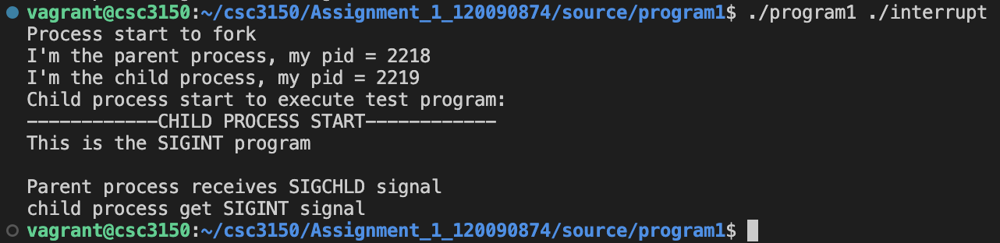 vagrant@csc3150:~/csc3150/Assignment_1_120090874/source/program1$ ./program1 ./interrupt
Process start to fork
I'm the parent process, my pid = 2218
I'm the child process, my pid = 2219
Child process start to execute test program:
------------CHILD PROCESS START------------
This is the SIGINT program

Parent process receives SIGCHLD signal
child process get SIGINT signal
vagrant@csc3150:~/csc3150/Assignment_1_120090874/source/program1$